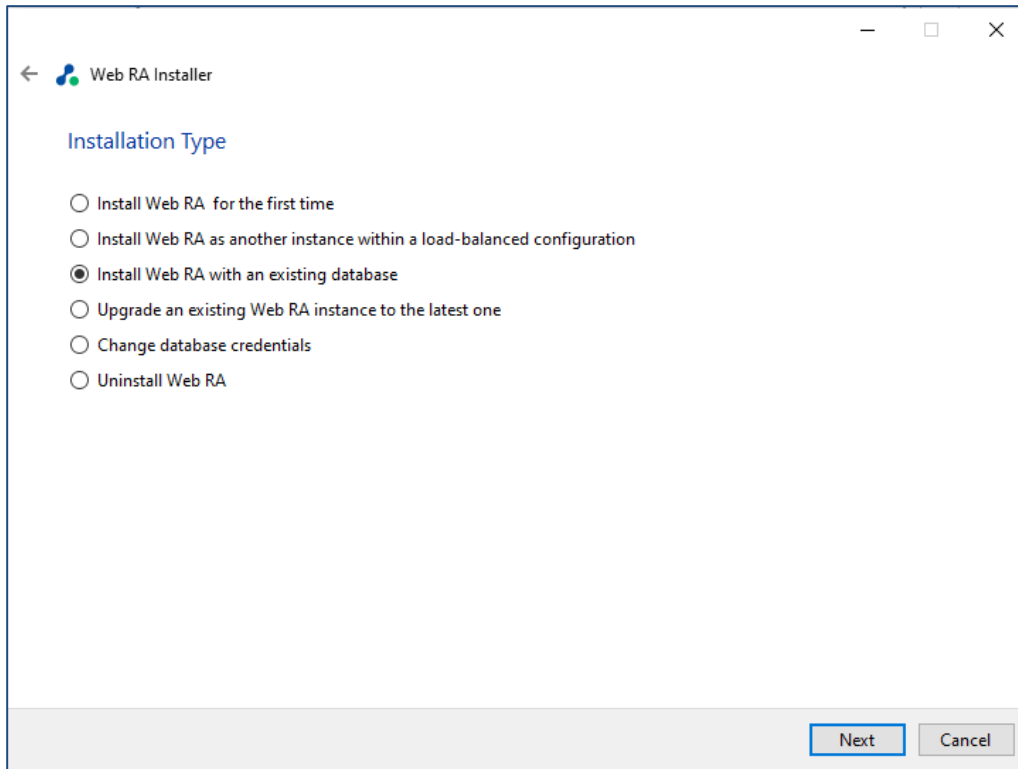 Web RA Installer
Installation Type
Install Web RA for the first time
Install Web RA as another instance within a load-balanced configuration
Install Web RA with an existing database
Upgrade an existing Web RA instance to the latest one
Change database credentials
Uninstall Web RA
Next Cancel